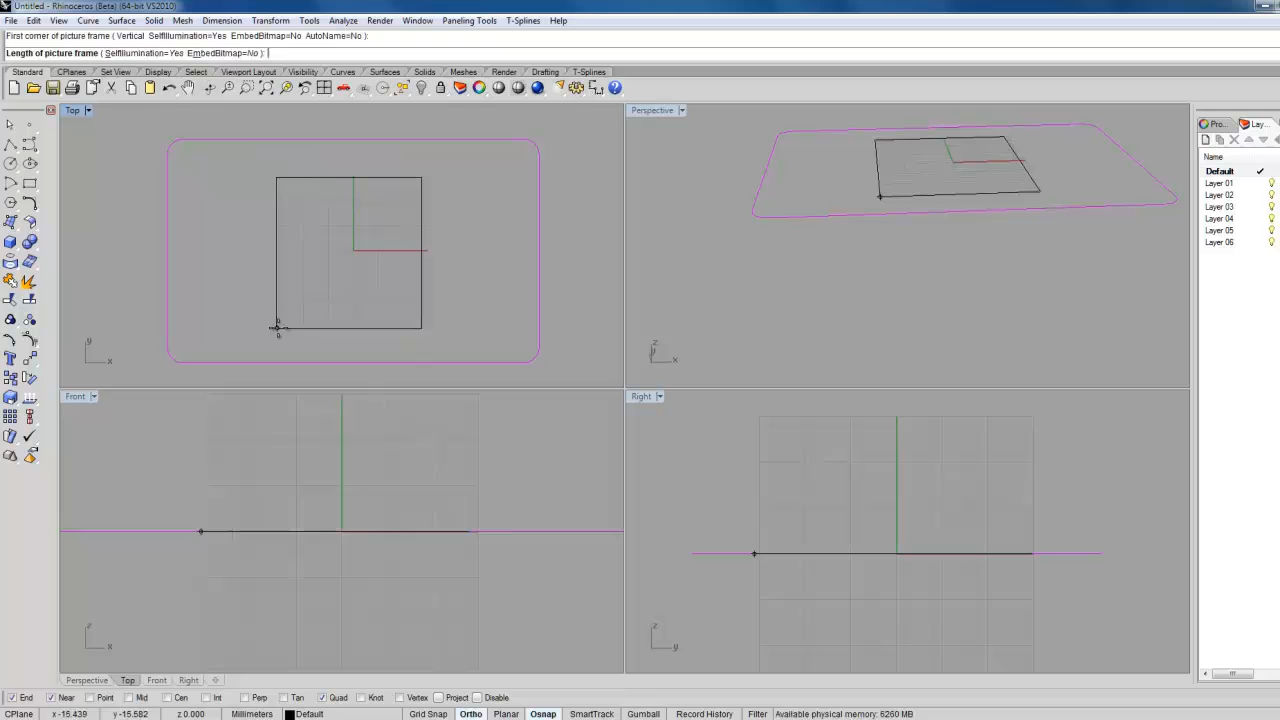 Untitled - Rhinoceros (Beta) (64-bit VS2010)
File Edit View Curve Surface Solid Mesh Dimension Transform Tools Analyze Render Window Paneling Tools T-Splines Help
First corner of picture frame ( Vertical SelfIllumination=Yes EmbedBitmap=No AutoName=No ):
Length of picture frame ( SelfIllumination=Yes EmbedBitmap=No ):
Standard CPlanes Set View Display Select Viewport Layout Visibility Curves Surfaces Solids Meshes Render Drafting T-Splines
Top Perspective
Pro... Lay...
Name
Default
Layer 01
Layer 02
Layer 03
Layer 04
Layer 05
Layer 06
y x
z y x
Front Right
z x
z y
Perspective Top Front Right
End Near Point Mid Cen Int Perp Tan Quad Knot Vertex Project Disable
CPlane x -15.439 y -15.582 z 0.000 Millimeters Default Grid Snap Ortho Planar Osnap SmartTrack Gumball Record History Filter Available physical memory: 6260 MB